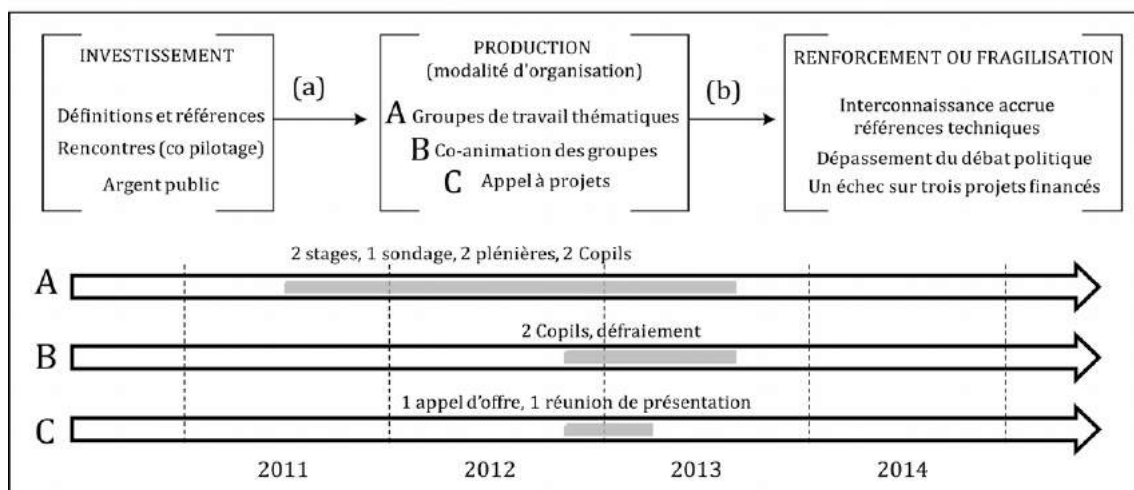 INVESTISSEMENT
Définitions et références
Rencontres (co pilotage)
Argent public
(a)
PRODUCTION
(modalité d'organisation)
A Groupes de travail thématiques
B Co-animation des groupes
C Appel à projets
(b)
RENFORCEMENT OU FRAGILISATION
Interconnaissance accrue
références techniques
Dépassement du débat politique
Un échec sur trois projets financés
2 stages, 1 sondage, 2 plénières, 2 Copils
A
2 Copils, défraiement
B
1 appel d'offre, 1 réunion de présentation
C
2011 2012 2013 2014